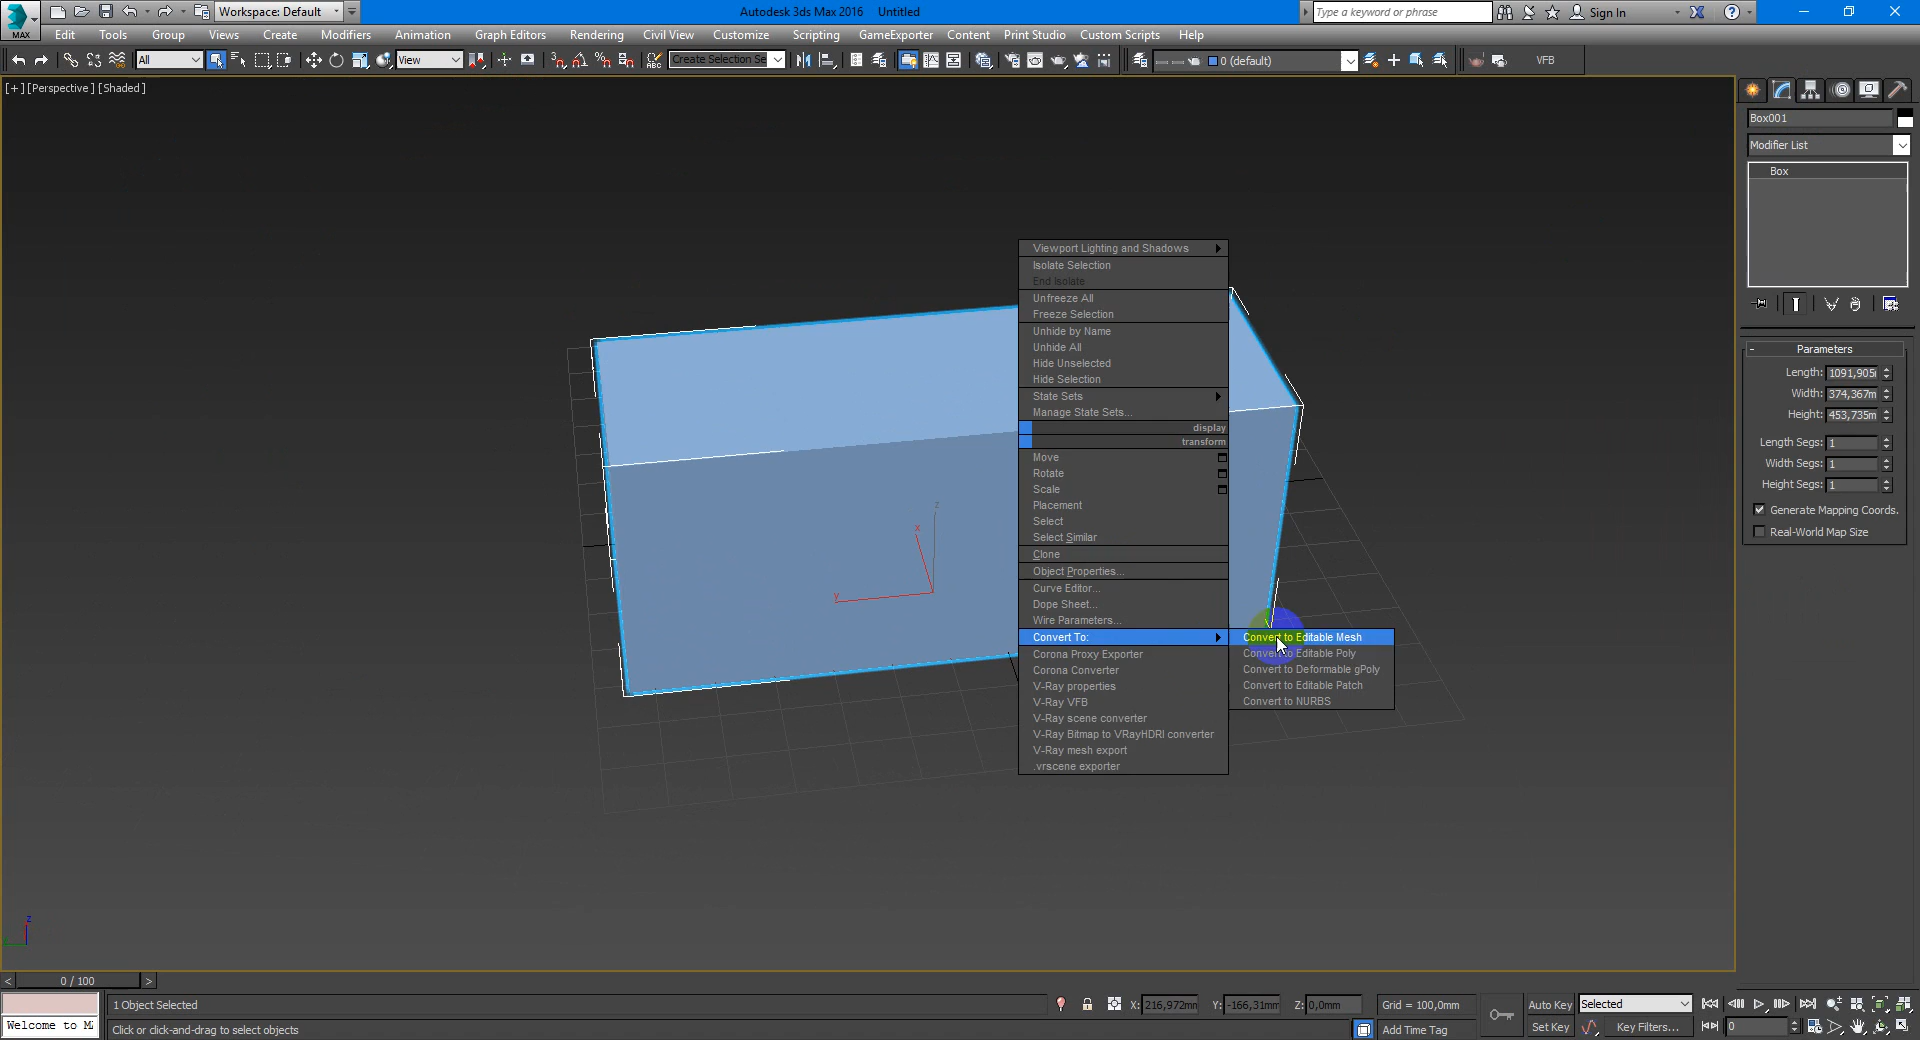 Workspace: Default
Autodesk 3ds Max 2016 Untitled
Type a keyword or phrase
Sign In
MAX
Edit Tools Group Views Create Modifiers Animation Graph Editors Rendering Civil View Customize Scripting GameExporter Content Print Studio Custom Scripts Help
All
View
Create Selection Se
0 (default)
VFB
[+] [Perspective ] [Shaded ]
Box001
Modifier List
Box
Parameters
Length: 1091,905
Width: 374,367m
Height: 453,735m
Length Segs: 1
Width Segs: 1
Height Segs: 1
Generate Mapping Coords.
Real-World Map Size
Viewport Lighting and Shadows
Isolate Selection
End Isolate
Unfreeze All
Freeze Selection
Unhide by Name
Unhide All
Hide Unselected
Hide Selection
State Sets
Manage State Sets...
display
transform
Move
Rotate
Scale
Placement
Select
Select Similar
Clone
Object Properties...
Curve Editor...
Dope Sheet...
Wire Parameters...
Convert To:
Corona Proxy Exporter
Corona Converter
V-Ray properties
V-Ray VFB
V-Ray scene converter
V-Ray Bitmap to VRayHDRI converter
V-Ray mesh export
.vrscene exporter
Convert to Editable Mesh
Convert to Editable Poly
Convert to Deformable gPoly
Convert to Editable Patch
Convert to NURBS
z
x
y
z
< 0 / 100 >
1 Object Selected
X: 216,972mm Y: -166,31mm Z: 0,0mm
Grid = 100,0mm
Auto Key
Selected
Welcome to M
Click or click-and-drag to select objects
Add Time Tag
Set Key
Key Filters...
0